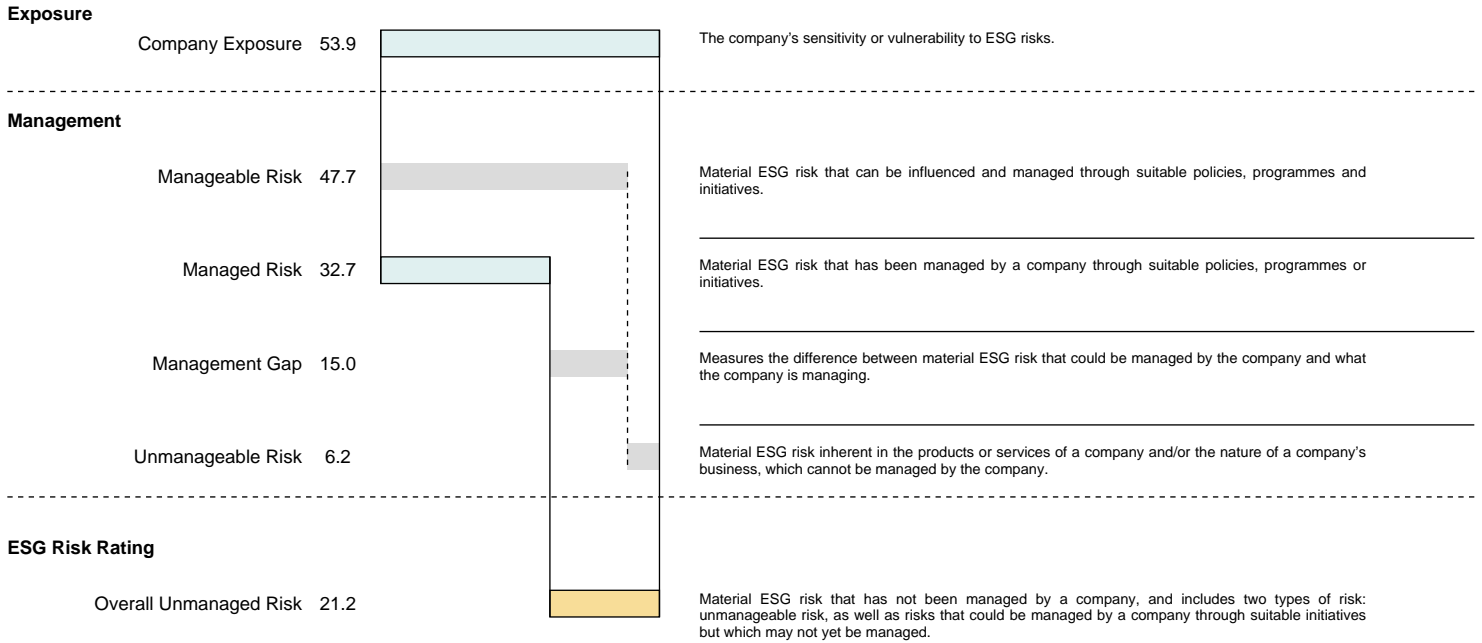 Exposure
Company Exposure 53.9
The company’s sensitivity or vulnerability to ESG risks.
Management
Manageable Risk 47.7
Material ESG risk that can be influenced and managed through suitable policies, programmes and
initiatives.
Managed Risk 32.7
Material ESG risk that has been managed by a company through suitable policies, programmes or
initiatives.
Management Gap 15.0
Measures the difference between material ESG risk that could be managed by the company and what
the company is managing.
Unmanageable Risk 6.2
Material ESG risk inherent in the products or services of a company and/or the nature of a company’s
business, which cannot be managed by the company.
ESG Risk Rating
Overall Unmanaged Risk 21.2
Material ESG risk that has not been managed by a company, and includes two types of risk:
unmanageable risk, as well as risks that could be managed by a company through suitable initiatives
but which may not yet be managed.